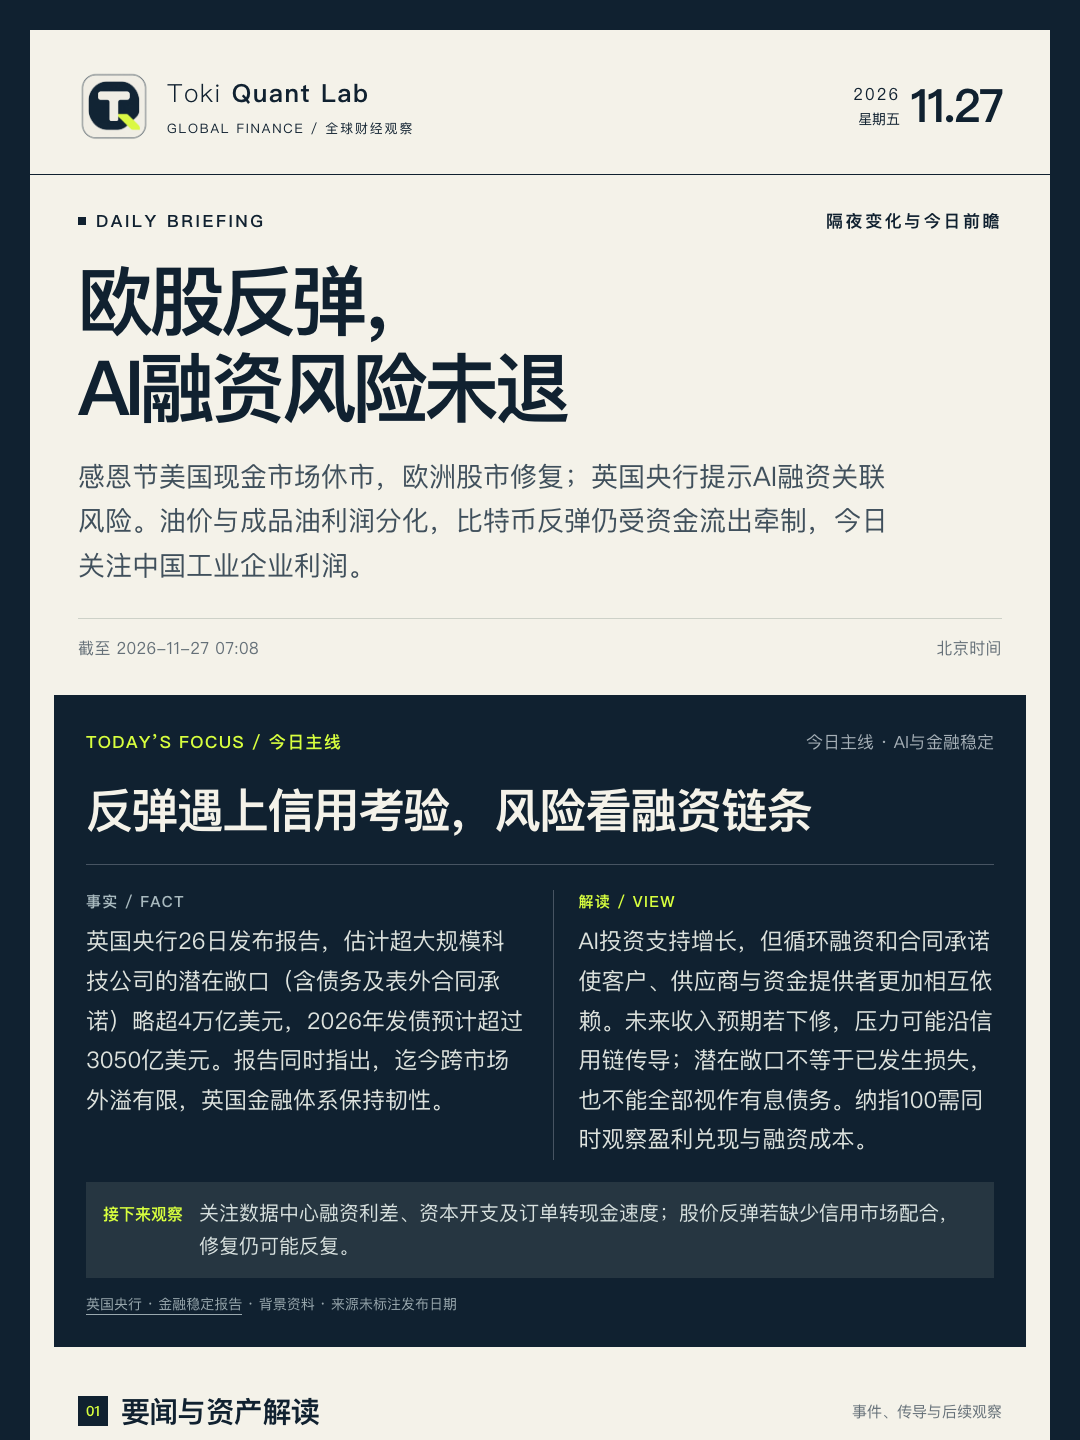 Toki Quant Lab
GLOBAL FINANCE / 全球财经观察
2026
星期五
11.27
DAILY BRIEFING
隔夜变化与今日前瞻
欧股反弹，
AI融资风险未退
感恩节美国现金市场休市，欧洲股市修复；英国央行提示AI融资关联
风险。油价与成品油利润分化，比特币反弹仍受资金流出牵制，今日
关注中国工业企业利润。
截至 2026-11-27 07:08
北京时间
TODAY'S FOCUS / 今日主线
今日主线 · AI与金融稳定
反弹遇上信用考验，风险看融资链条
事实 / FACT
英国央行26日发布报告，估计超大规模科
技公司的潜在敞口（含债务及表外合同承
诺）略超4万亿美元，2026年发债预计超过
3050亿美元。报告同时指出，迄今跨市场
外溢有限，英国金融体系保持韧性。
解读 / VIEW
AI投资支持增长，但循环融资和合同承诺
使客户、供应商与资金提供者更加相互依
赖。未来收入预期若下修，压力可能沿信
用链传导；潜在敞口不等于已发生损失，
也不能全部视作有息债务。纳指100需同
时观察盈利兑现与融资成本。
接下来观察
关注数据中心融资利差、资本开支及订单转现金速度；股价反弹若缺少信用市场配合，
修复仍可能反复。
英国央行 · 金融稳定报告 · 背景资料 · 来源未标注发布日期
01
要闻与资产解读
事件、传导与后续观察